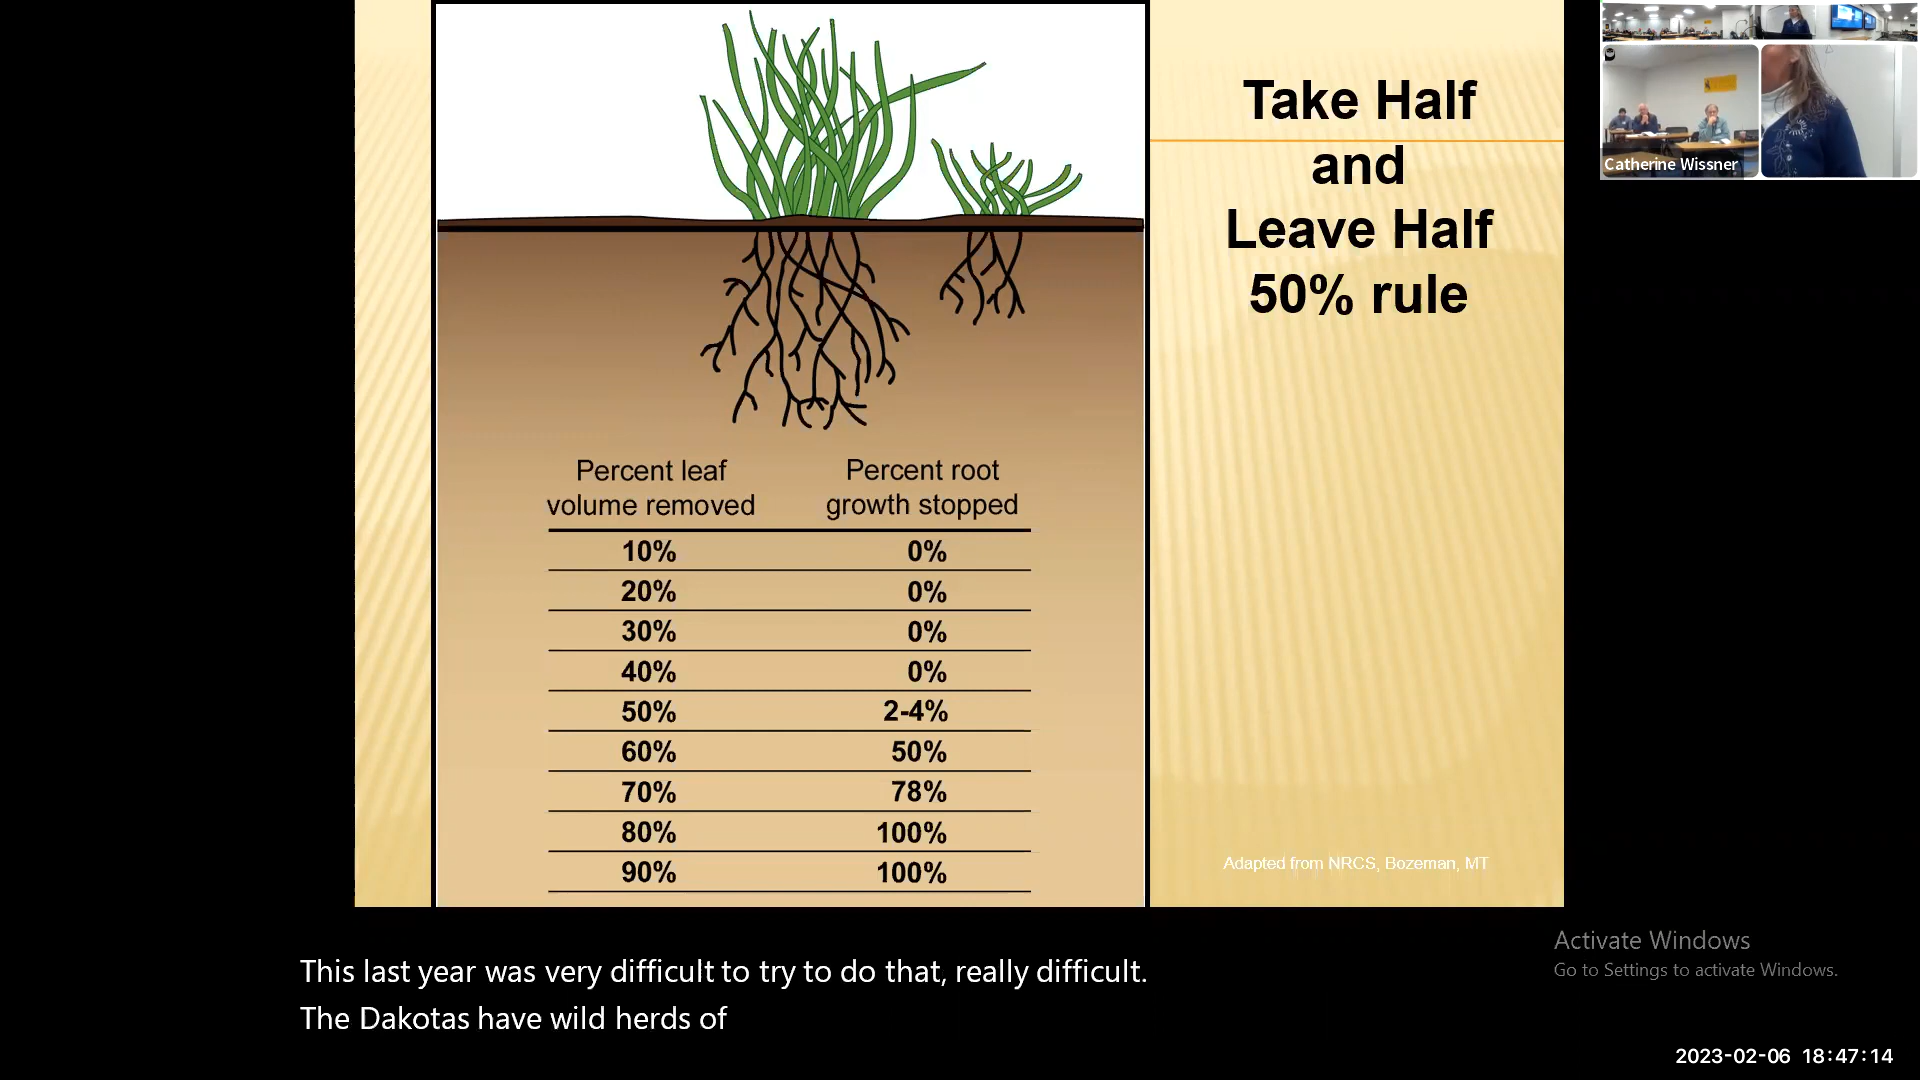 Take Half
and
Leave Half
50% rule
Percent leaf
volume removed
Percent root
growth stopped
10% 0%
20% 0%
30% 0%
40% 0%
50% 2-4%
60% 50%
70% 78%
80% 100%
90% 100%
Adapted from NRCS, Bozeman, MT
Catherine Wissner
This last year was very difficult to try to do that, really difficult.
The Dakotas have wild herds of
Activate Windows
Go to Settings to activate Windows.
2023-02-06 18:47:14